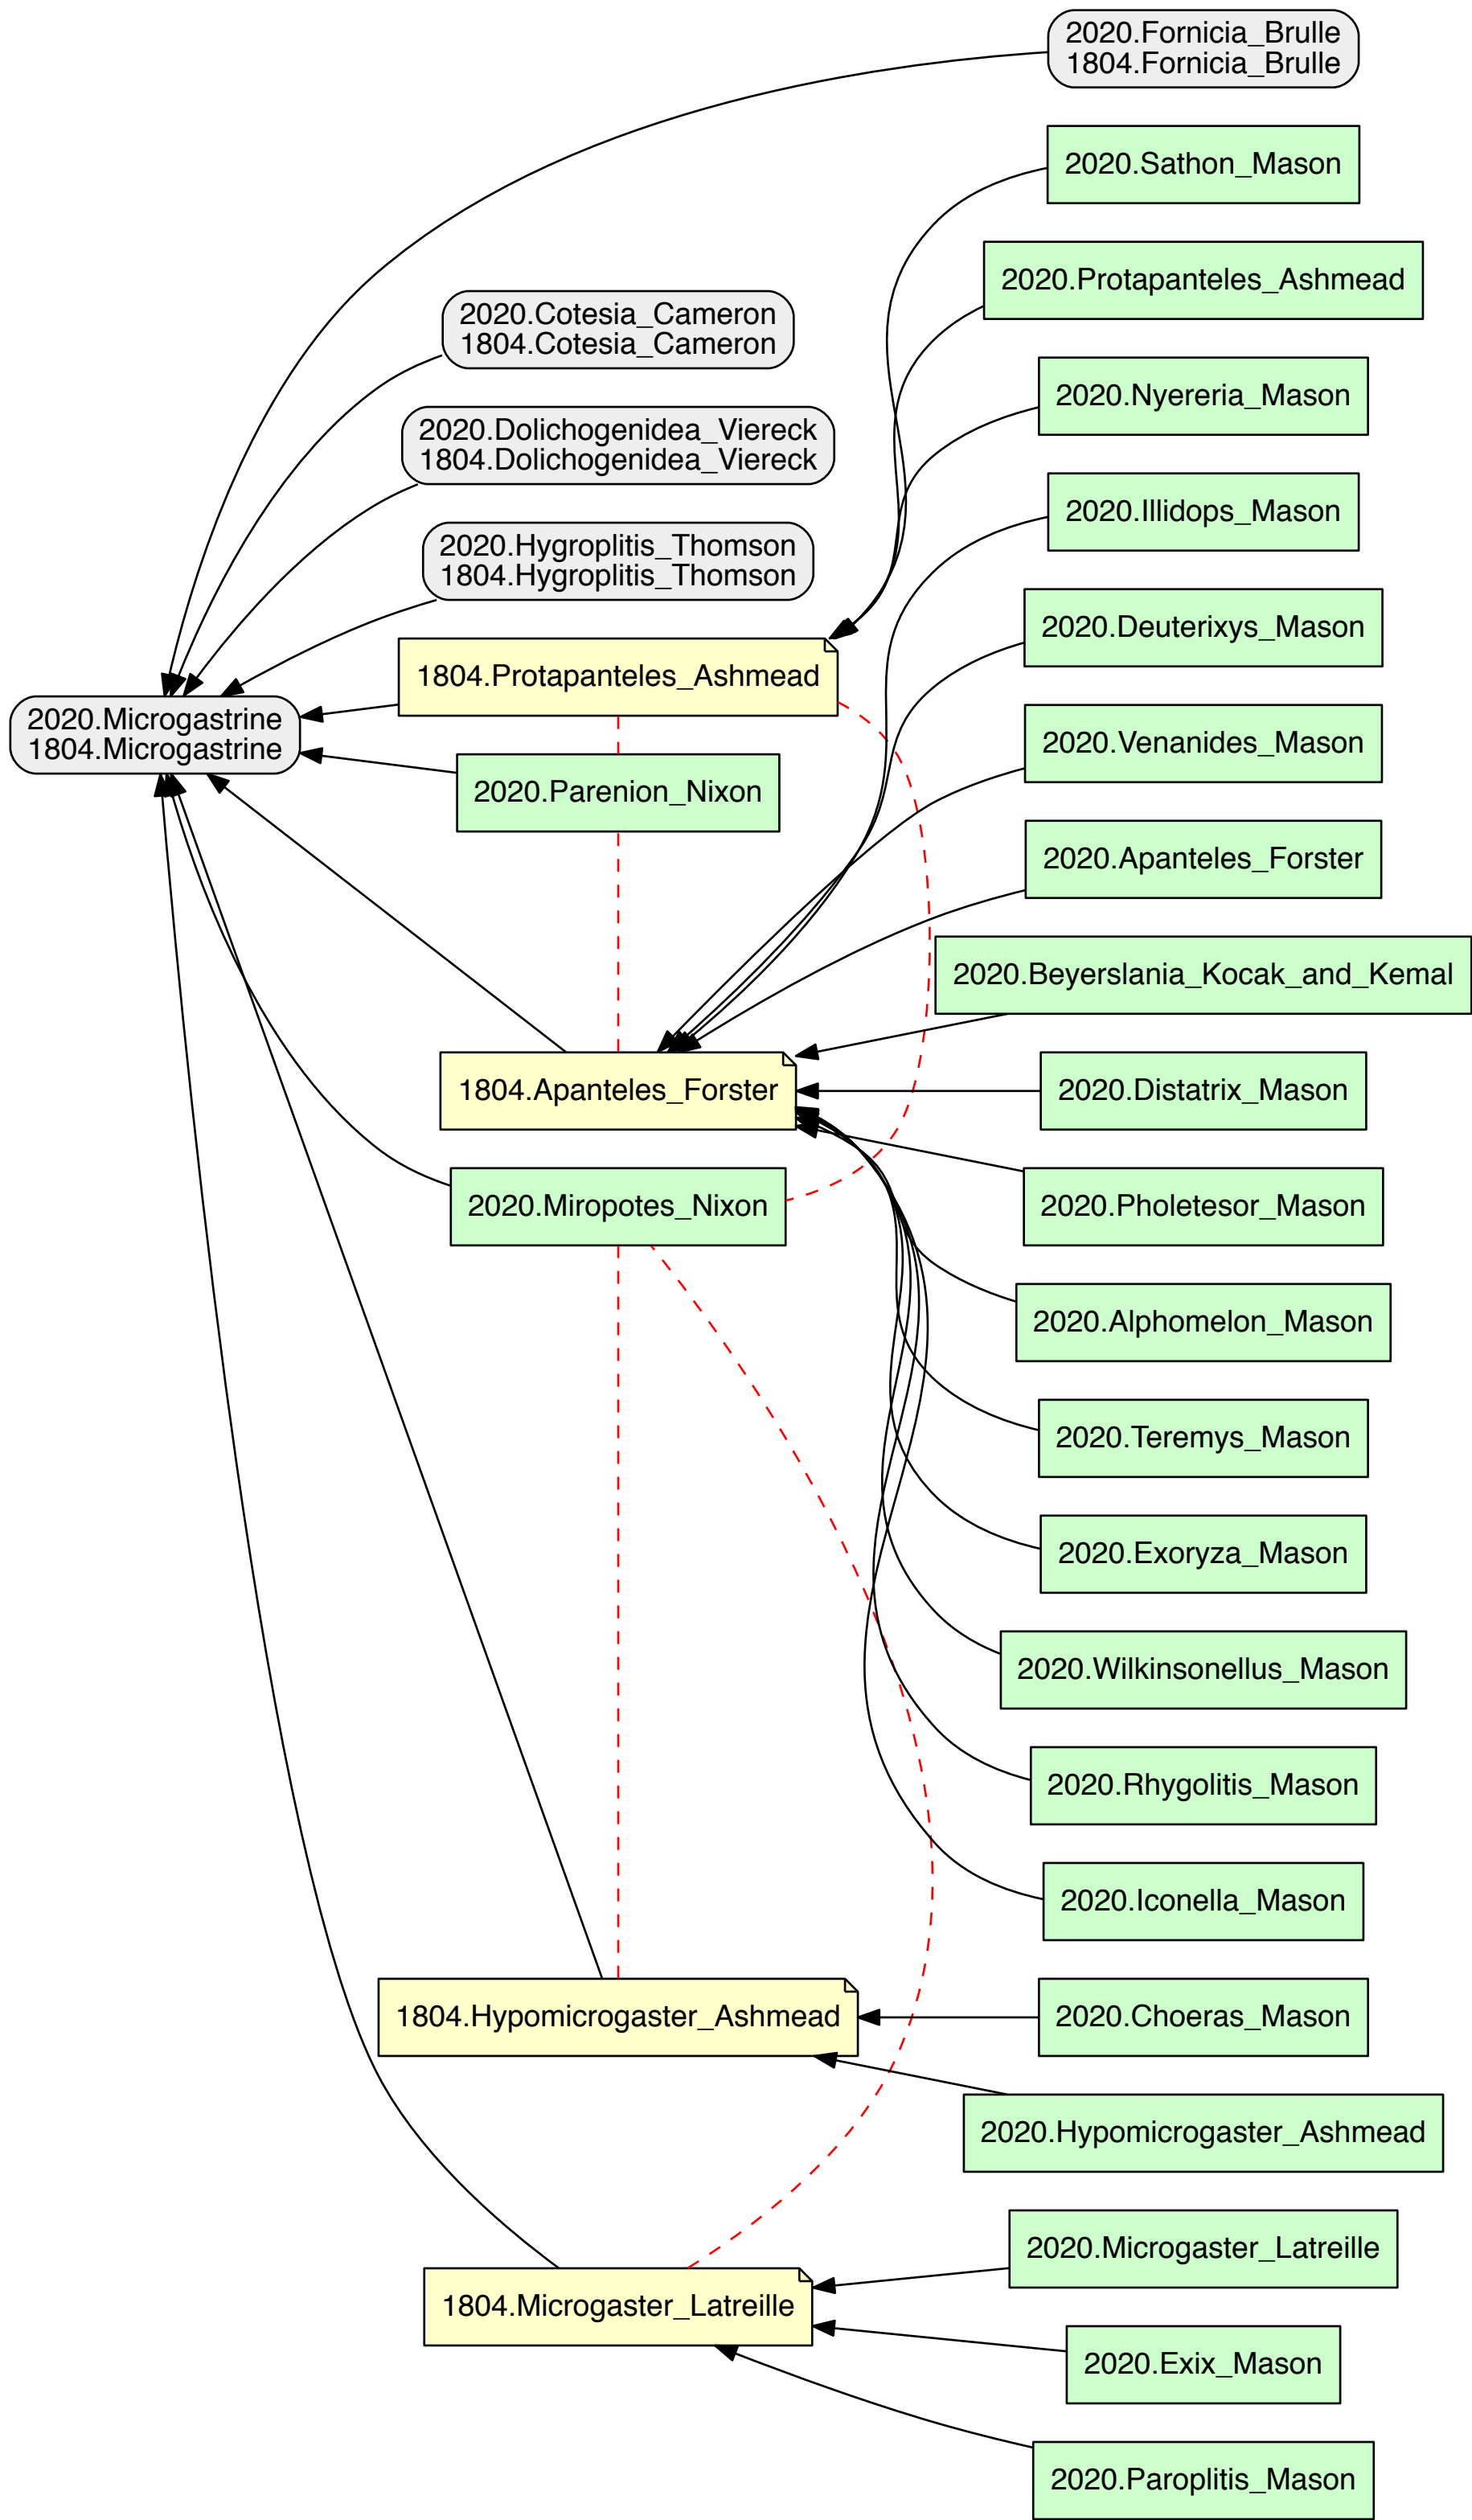 2020.Fornicia_Brulle
1804.Fornicia_Brulle
2020.Sathon_Mason
2020.Protapanteles_Ashmead
2020.Cotesia_Cameron
1804.Cotesia_Cameron
2020.Nyereria_Mason
2020.Dolichogenidea_Viereck
1804.Dolichogenidea_Viereck
2020.Illidops_Mason
2020.Hygroplitis_Thomson
1804.Hygroplitis_Thomson
2020.Deuterixys_Mason
1804.Protapanteles_Ashmead
2020.Microgastrine
1804.Microgastrine
2020.Venanides_Mason
2020.Parenion_Nixon
2020.Apanteles_Forster
2020.Beyerslania_Kocak_and_Kemal
1804.Apanteles_Forster
2020.Distatrix_Mason
2020.Miropotes_Nixon
2020.Pholetesor_Mason
2020.Alphomelon_Mason
2020.Teremys_Mason
2020.Exoryza_Mason
2020.Wilkinsonellus_Mason
2020.Rhygolitis_Mason
2020.Iconella_Mason
1804.Hypomicrogaster_Ashmead
2020.Choeras_Mason
2020.Hypomicrogaster_Ashmead
2020.Microgaster_Latreille
1804.Microgaster_Latreille
2020.Exix_Mason
2020.Paroplitis_Mason